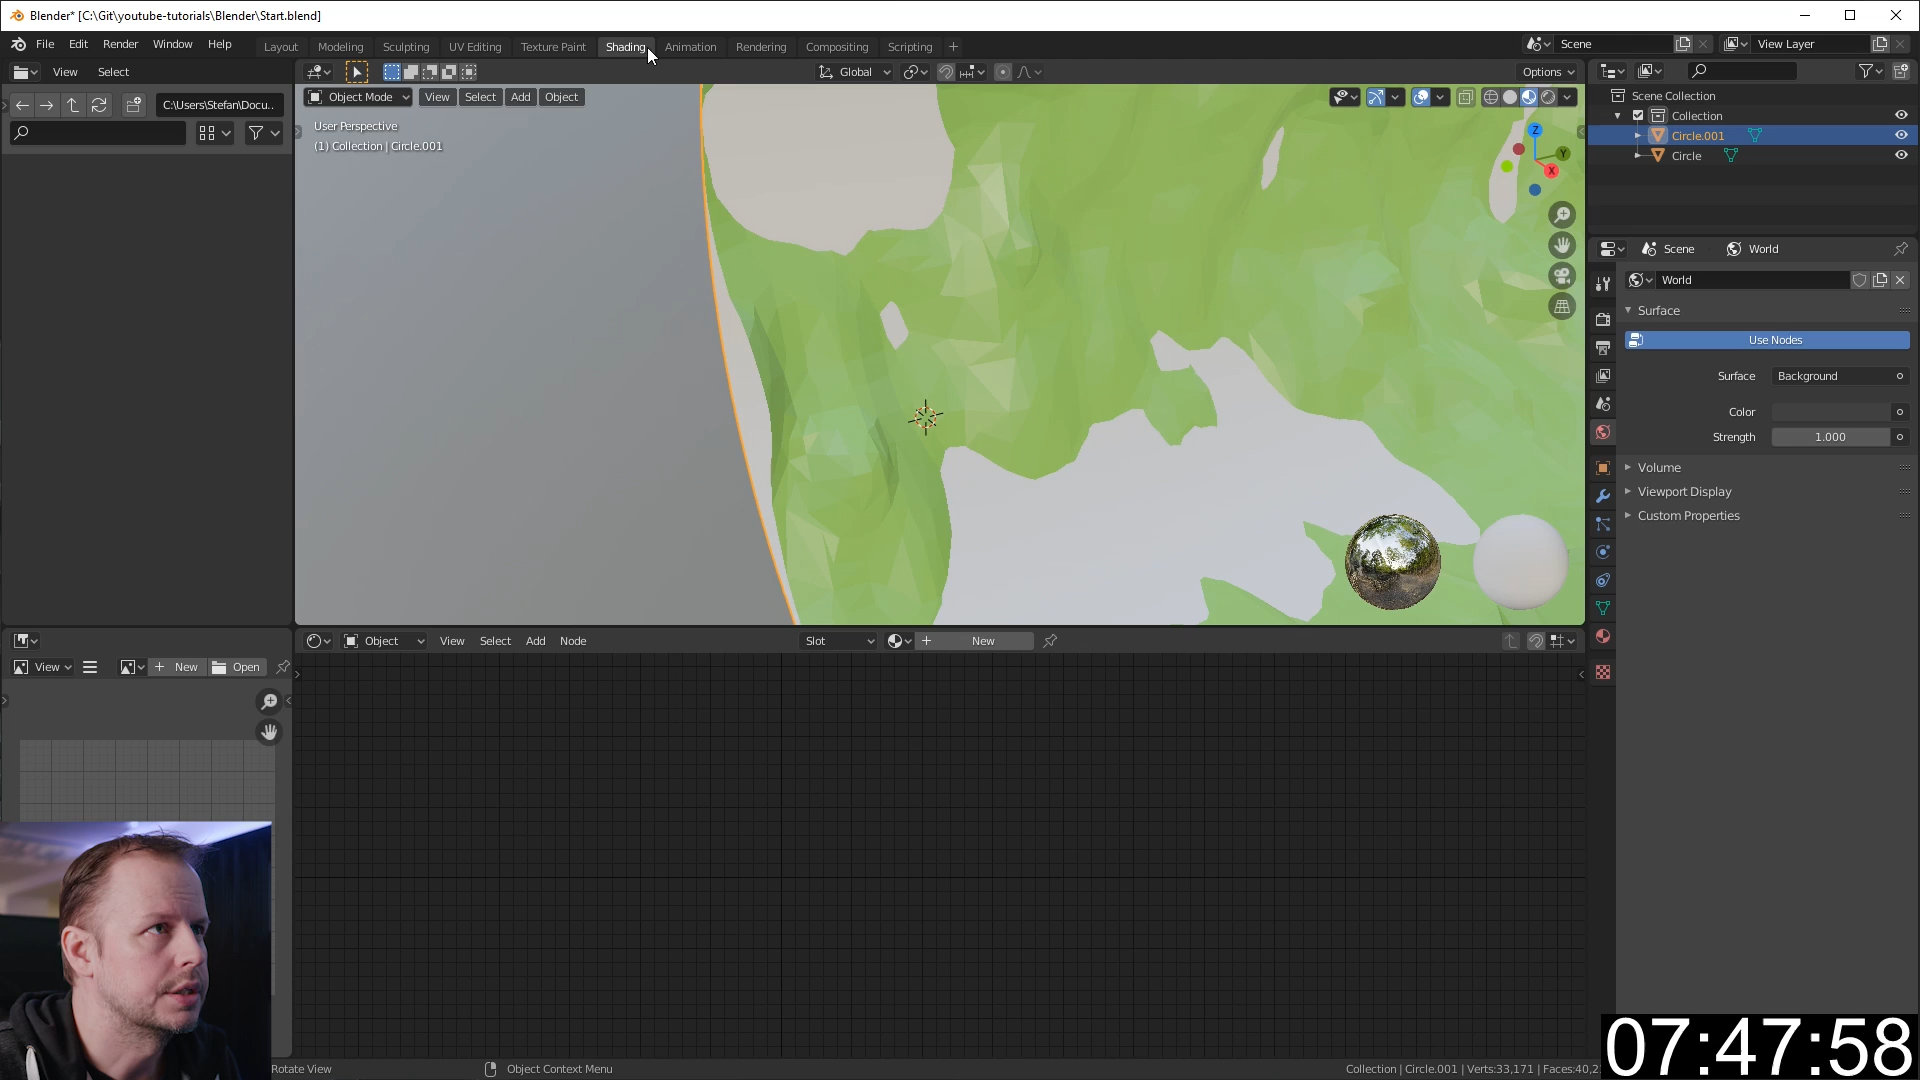 Blender* [C:\Git\youtube-tutorials\Blender\Start.blend]
File Edit Render Window Help Layout Modeling Sculpting UV Editing Texture Paint Shading Animation Rendering Compositing Scripting + Scene View Layer
View Select Global Options
C:\Users\Stefan\Docu.. Object Mode View Select Add Object
User Perspective
(1) Collection | Circle.001
Z
Y
X
Scene Collection
Collection
Circle.001
Circle
Scene World
World
Surface
Use Nodes
Surface Background
Color
Strength 1.000
Volume
Viewport Display
Custom Properties
Object View Select Add Node Slot + New
View + New Open
Rotate View Object Context Menu Collection | Circle.001 | Verts:33,171 | Faces:40,2
07:47:58